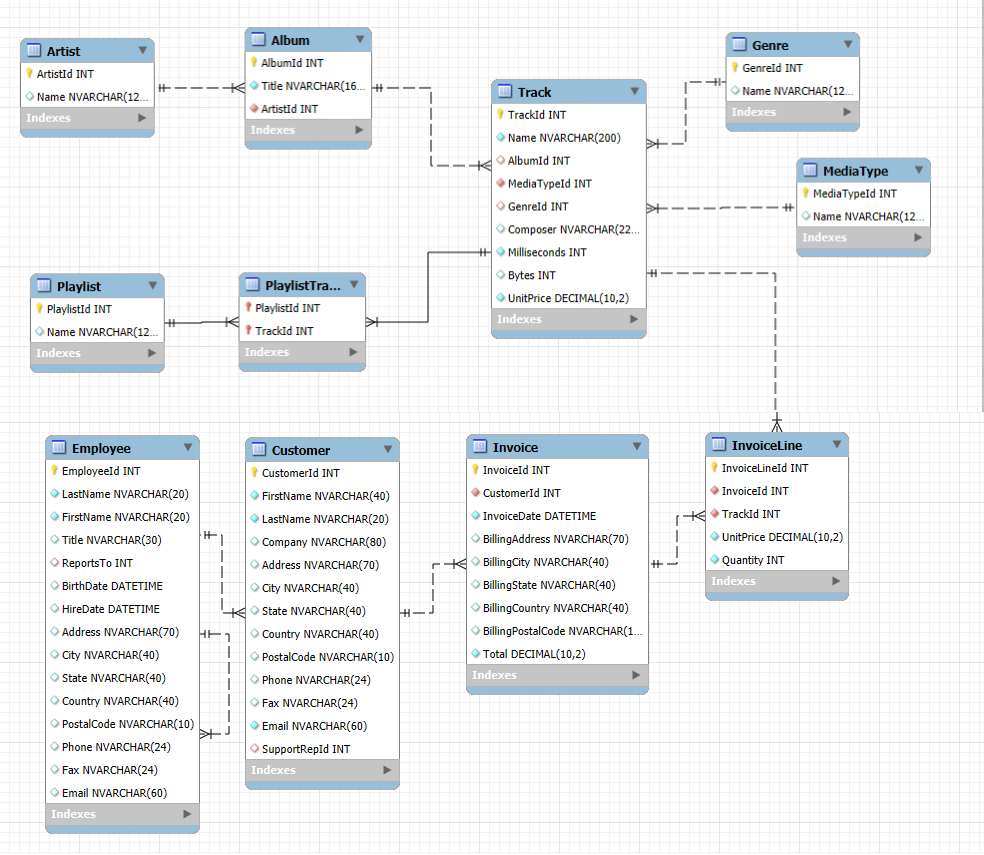 Artist
ArtistId INT
Name NVARCHAR(12...
Indexes
Album
AlbumId INT
Title NVARCHAR(16...
ArtistId INT
Indexes
Track
TrackId INT
Name NVARCHAR(200)
AlbumId INT
MediaTypeId INT
GenreId INT
Composer NVARCHAR(22...
Milliseconds INT
Bytes INT
UnitPrice DECIMAL(10,2)
Indexes
Genre
GenreId INT
Name NVARCHAR(12...
Indexes
MediaType
MediaTypeId INT
Name NVARCHAR(12...
Indexes
Playlist
PlaylistId INT
Name NVARCHAR(12...
Indexes
PlaylistTra...
PlaylistId INT
TrackId INT
Indexes
Employee
EmployeeId INT
LastName NVARCHAR(20)
FirstName NVARCHAR(20)
Title NVARCHAR(30)
ReportsTo INT
BirthDate DATETIME
HireDate DATETIME
Address NVARCHAR(70)
City NVARCHAR(40)
State NVARCHAR(40)
Country NVARCHAR(40)
PostalCode NVARCHAR(10)
Phone NVARCHAR(24)
Fax NVARCHAR(24)
Email NVARCHAR(60)
Indexes
Customer
CustomerId INT
FirstName NVARCHAR(40)
LastName NVARCHAR(20)
Company NVARCHAR(80)
Address NVARCHAR(70)
City NVARCHAR(40)
State NVARCHAR(40)
Country NVARCHAR(40)
PostalCode NVARCHAR(10)
Phone NVARCHAR(24)
Fax NVARCHAR(24)
Email NVARCHAR(60)
SupportRepId INT
Indexes
Invoice
InvoiceId INT
CustomerId INT
InvoiceDate DATETIME
BillingAddress NVARCHAR(70)
BillingCity NVARCHAR(40)
BillingState NVARCHAR(40)
BillingCountry NVARCHAR(40)
BillingPostalCode NVARCHAR(1...
Total DECIMAL(10,2)
Indexes
InvoiceLine
InvoiceLineId INT
InvoiceId INT
TrackId INT
UnitPrice DECIMAL(10,2)
Quantity INT
Indexes